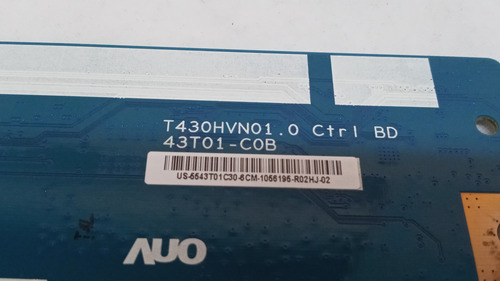 T430HVN01.0 Ctrl BD
43T01-C0B
US-5543T01C30-5CM-1056195-R02HJ-02
AUO